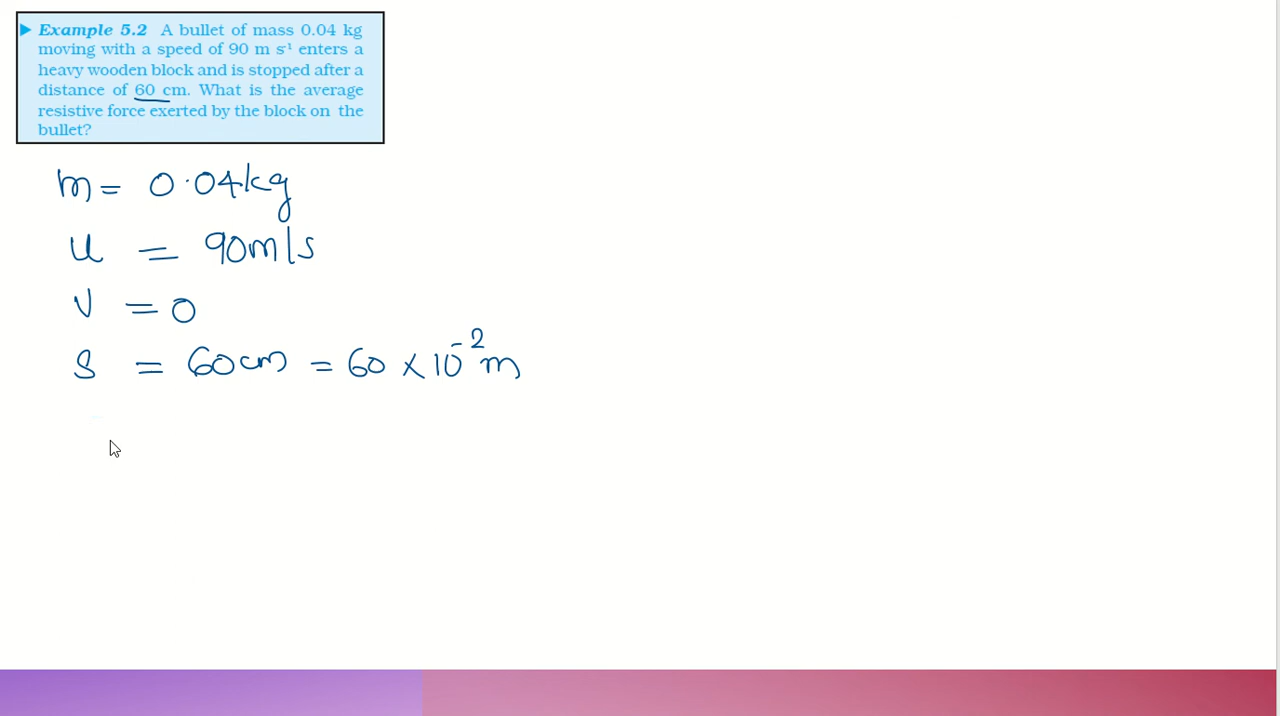 ▶ Example 5.2 A bullet of mass 0.04 kg
moving with a speed of 90 m s⁻¹ enters a
heavy wooden block and is stopped after a
distance of 60 cm. What is the average
resistive force exerted by the block on the
bullet?
m = 0.04kg
u = 90m/s
v = 0
s = 60cm = 60 × 10⁻² m